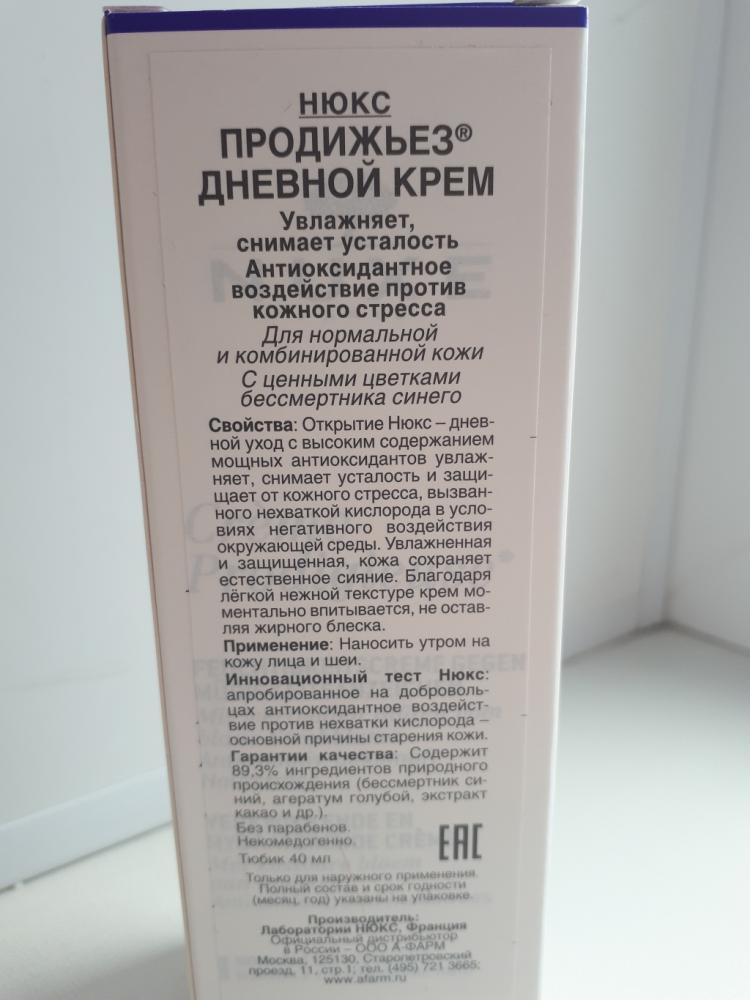 НЮКС
ПРОДИЖЬЕЗ®
ДНЕВНОЙ КРЕМ
Увлажняет,
снимает усталость
Антиоксидантное
воздействие против
кожного стресса
Для нормальной
и комбинированной кожи
С ценными цветками
бессмертника синего
Свойства: Открытие Нюкс – днев-
ной уход с высоким содержанием
мощных антиоксидантов увлаж-
няет, снимает усталость и защи-
щает от кожного стресса, вызван-
ного нехваткой кислорода в усло-
виях негативного воздействия
окружающей среды. Увлажненная
и защищенная, кожа сохраняет
естественное сияние. Благодаря
лёгкой нежной текстуре крем мо-
ментально впитывается, не остав-
ляя жирного блеска.
Применение: Наносить утром на
кожу лица и шеи.
Инновационный тест Нюкс:
апробированное на доброволь-
цах антиоксидантное воздейст-
вие против нехватки кислорода –
основной причины старения кожи.
Гарантии качества: Содержит
89,3% ингредиентов природного
происхождения (бессмертник си-
ний, агератум голубой, экстракт
какао и др.).
Без парабенов.
Некомедогенно.
Тюбик 40 мл
EAC
Только для наружного применения.
Полный состав и срок годности
(месяц, год) указаны на упаковке.
Производитель:
Лаборатории НЮКС, Франция
Официальный дистрибьютор
в России – ООО А-ФАРМ
Москва, 125130, Старопетровский
проезд, 11, стр.1; тел. (495) 721 3665;
www.afarm.ru